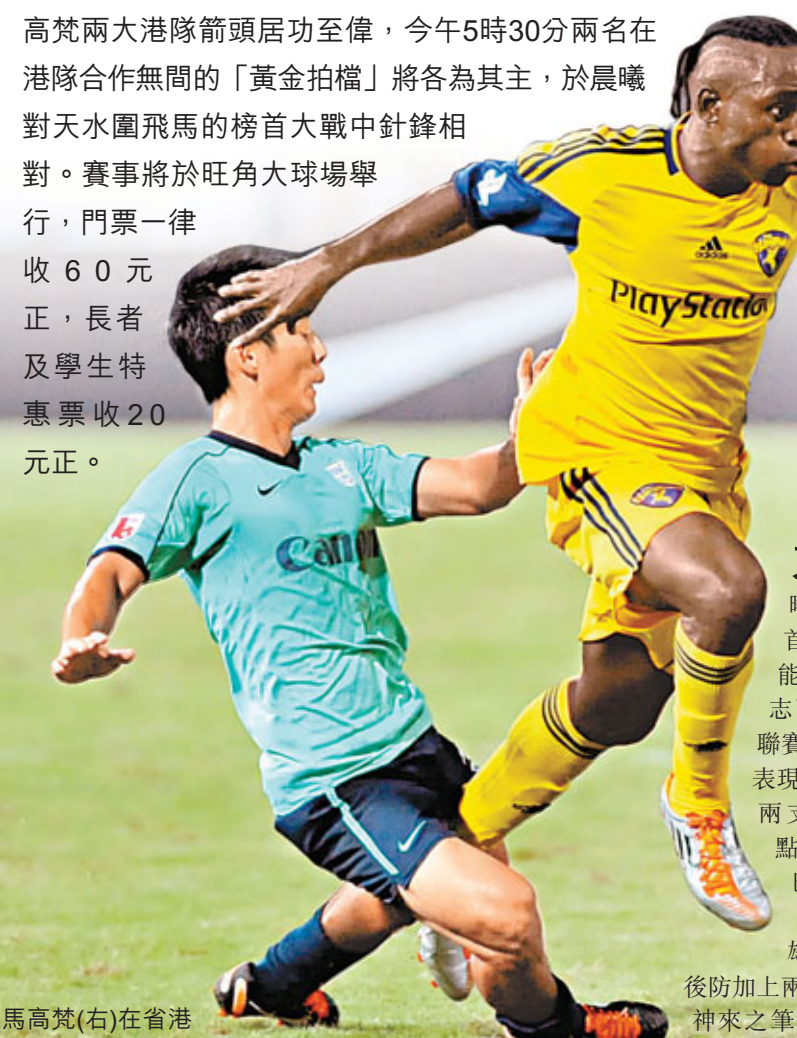 高梵兩大港隊箭頭居功至偉，今午5時30分兩名在
港隊合作無間的「黃金拍檔」將各為其主，於晨曦
對天水圍飛馬的榜首大戰中針鋒相
對。賽事將於旺角大球場舉
行，門票一律
收60元
正，長者
及學生特
惠票收20
元正。
adidas
PlayStatio
Canon
首
能
志
聯賽
表現
兩支
點
後防加上兩
神來之筆
馬高梵(右)在省港